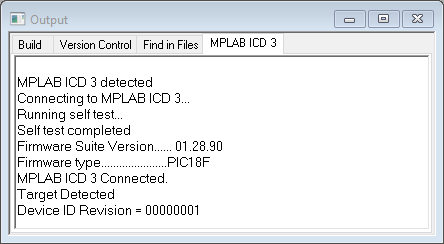 Output
Build Version Control Find in Files MPLAB ICD 3
MPLAB ICD 3 detected
Connecting to MPLAB ICD 3...
Running self test...
Self test completed
Firmware Suite Version...... 01.28.90
Firmware type......................PIC18F
MPLAB ICD 3 Connected.
Target Detected
Device ID Revision = 00000001